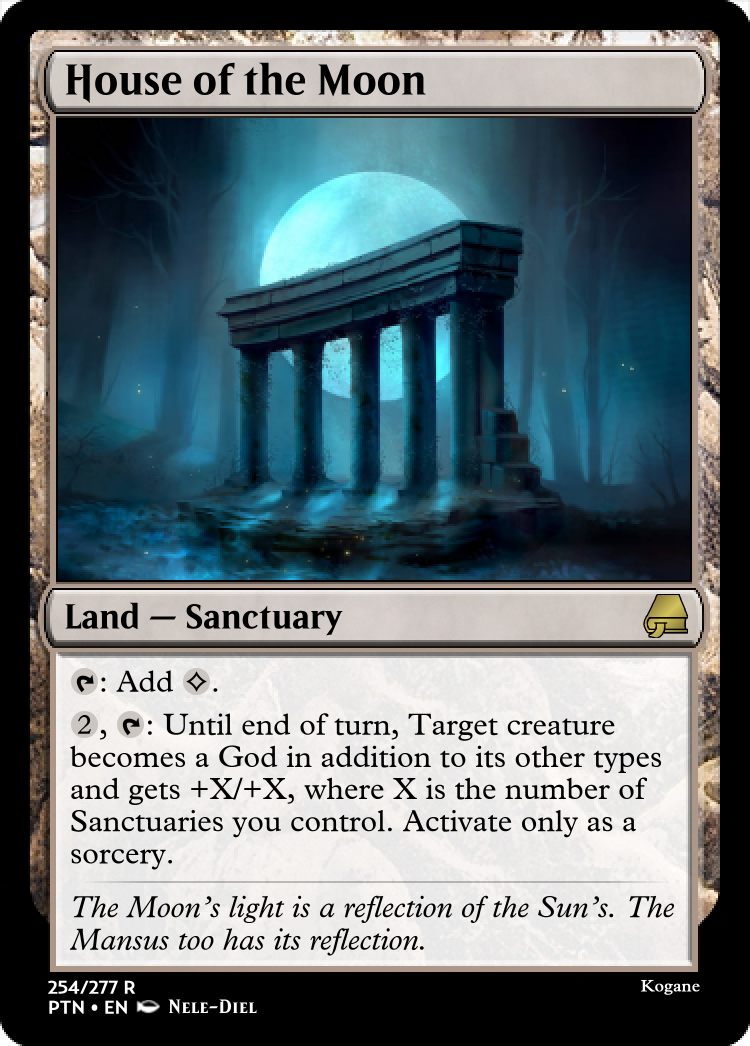 House of the Moon
Land — Sanctuary
: Add .
2, : Until end of turn, Target creature
becomes a God in addition to its other types
and gets +X/+X, where X is the number of
Sanctuaries you control. Activate only as a
sorcery.
The Moon's light is a reflection of the Sun's. The
Mansus too has its reflection.
254/277 R
Kogane
PTN • EN Nele-Diel